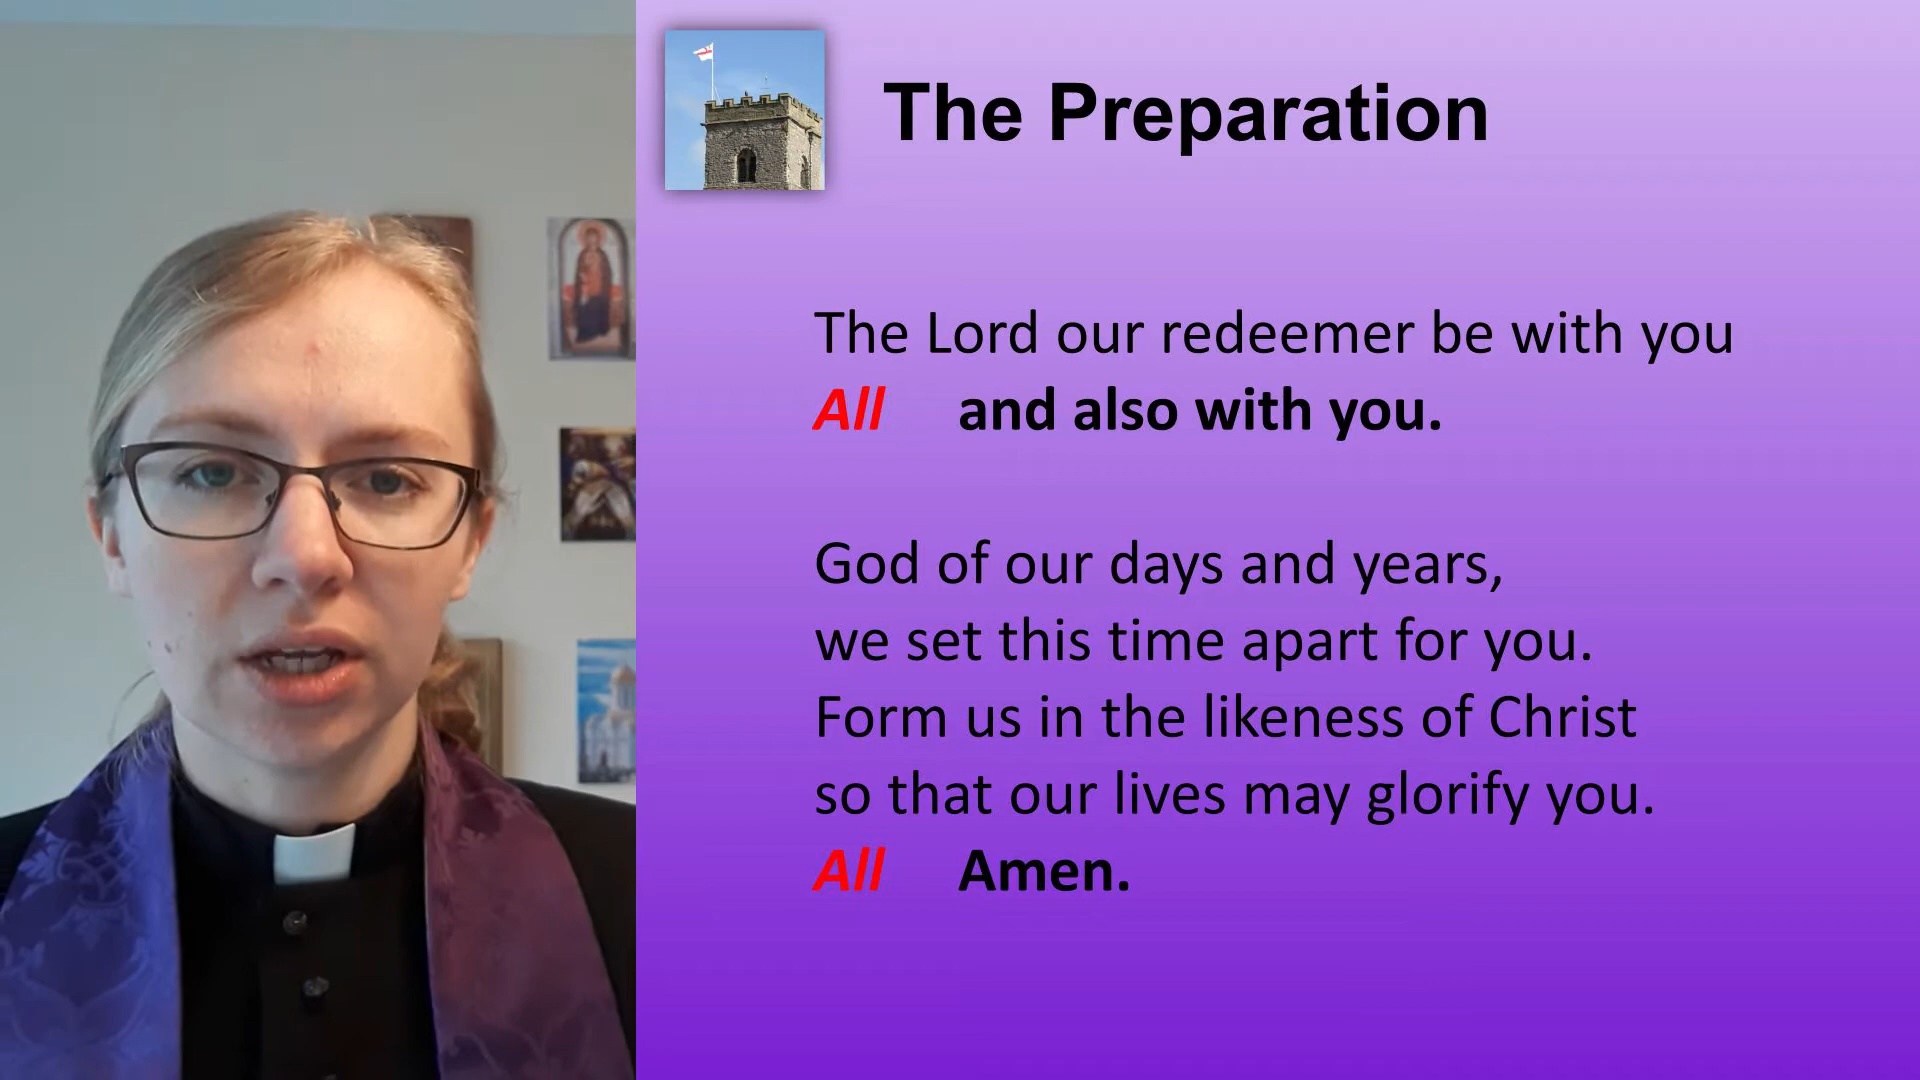 The Preparation
The Lord our redeemer be with you
All and also with you.
God of our days and years,
we set this time apart for you.
Form us in the likeness of Christ
so that our lives may glorify you.
All Amen.